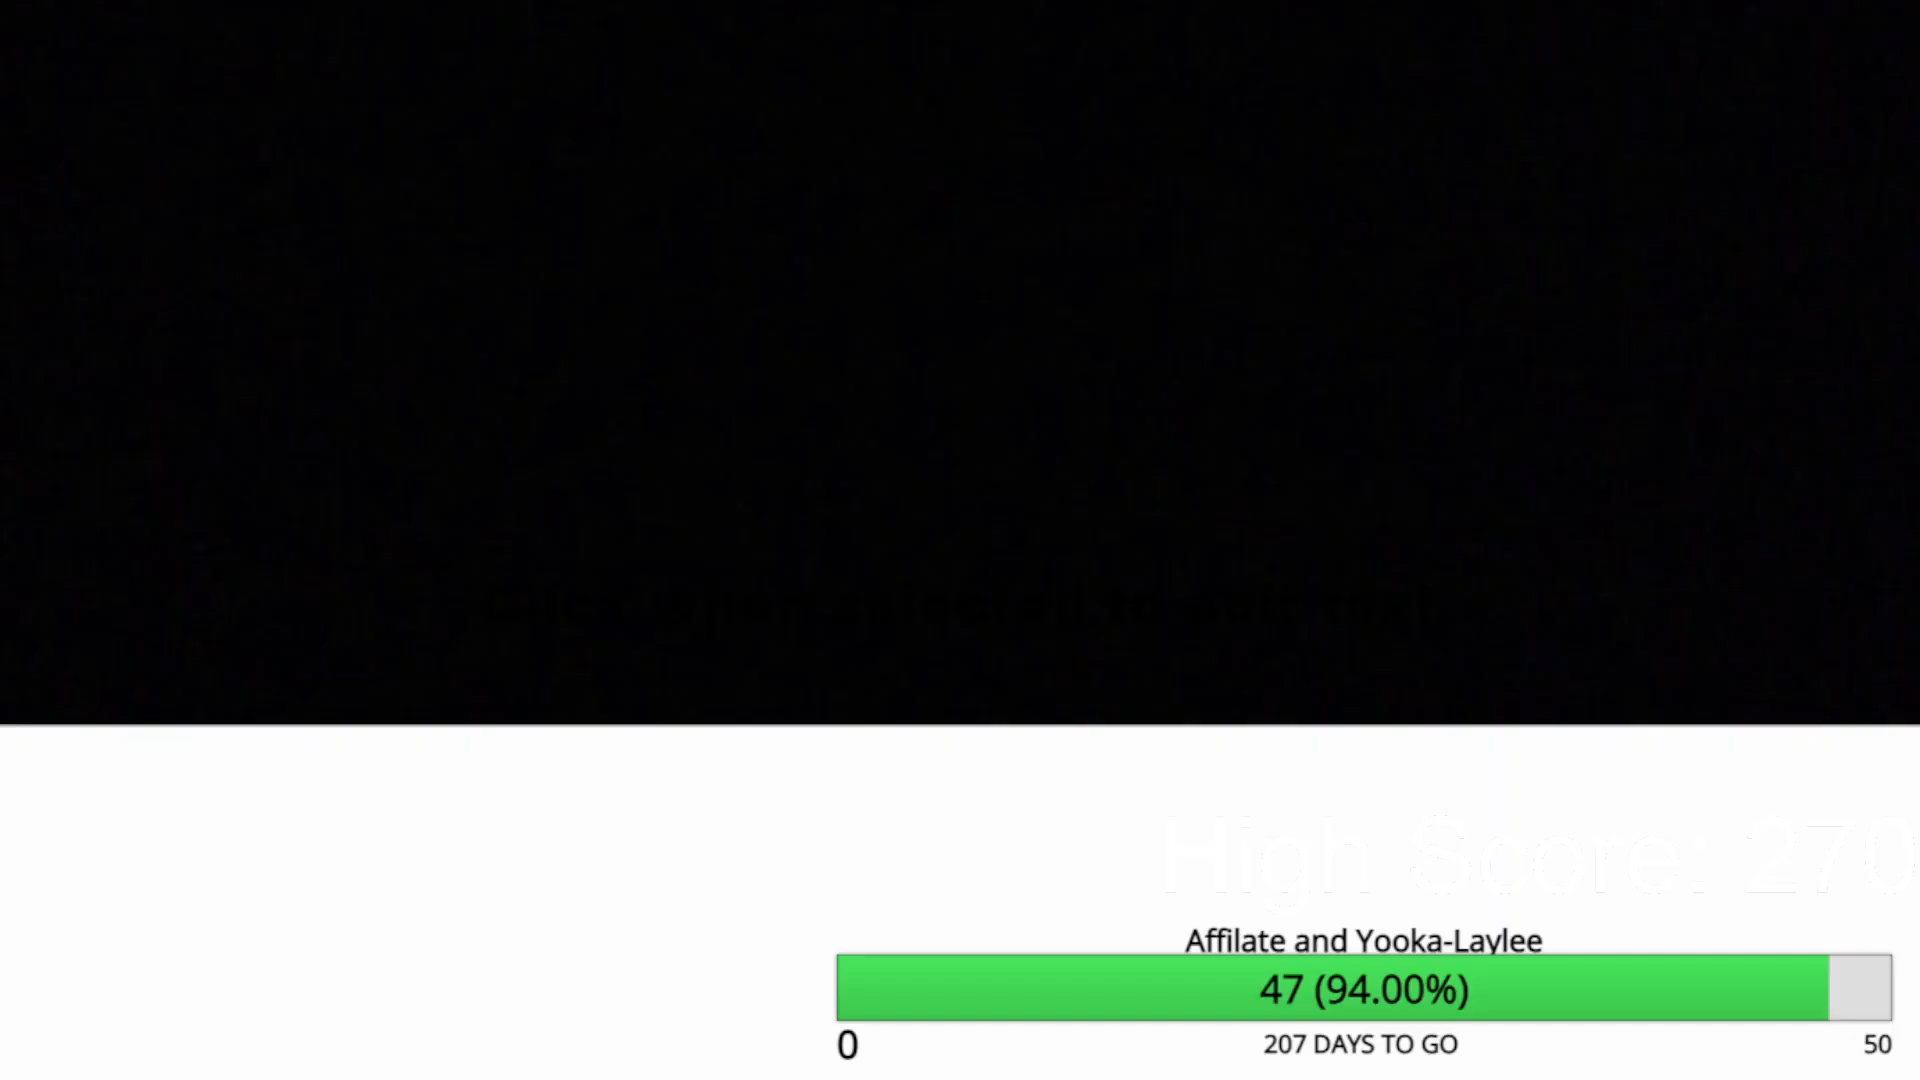 High Score: 270
Affilate and Yooka-Laylee
47 (94.00%)
0
207 DAYS TO GO
50